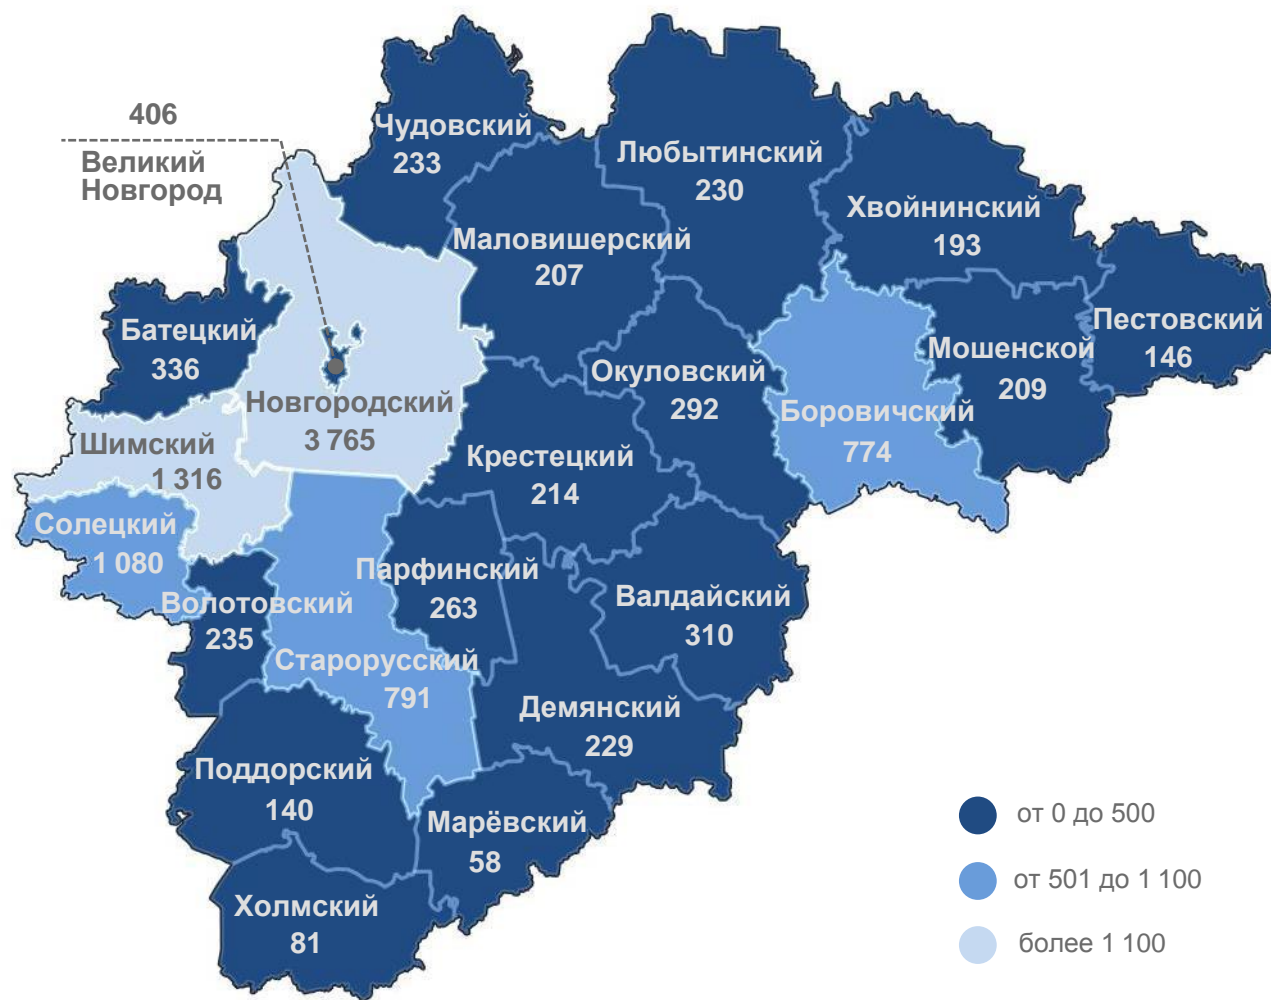 406
Великий
Новгород
Чудовский
233
Любытинский
230
Хвойнинский
193
Маловишерский
207
Батецкий
336
Пестовский
146
Мошенской
209
Окуловский
292
Боровичский
774
Новгородский
3 765
Шимский
1 316
Крестецкий
214
Солецкий
1 080
Парфинский
263
Валдайский
310
Волотовский
235
Старорусский
791
Демянский
229
Поддорский
140
Марёвский
58
Холмский
81
от 0 до 500
от 501 до 1 100
более 1 100